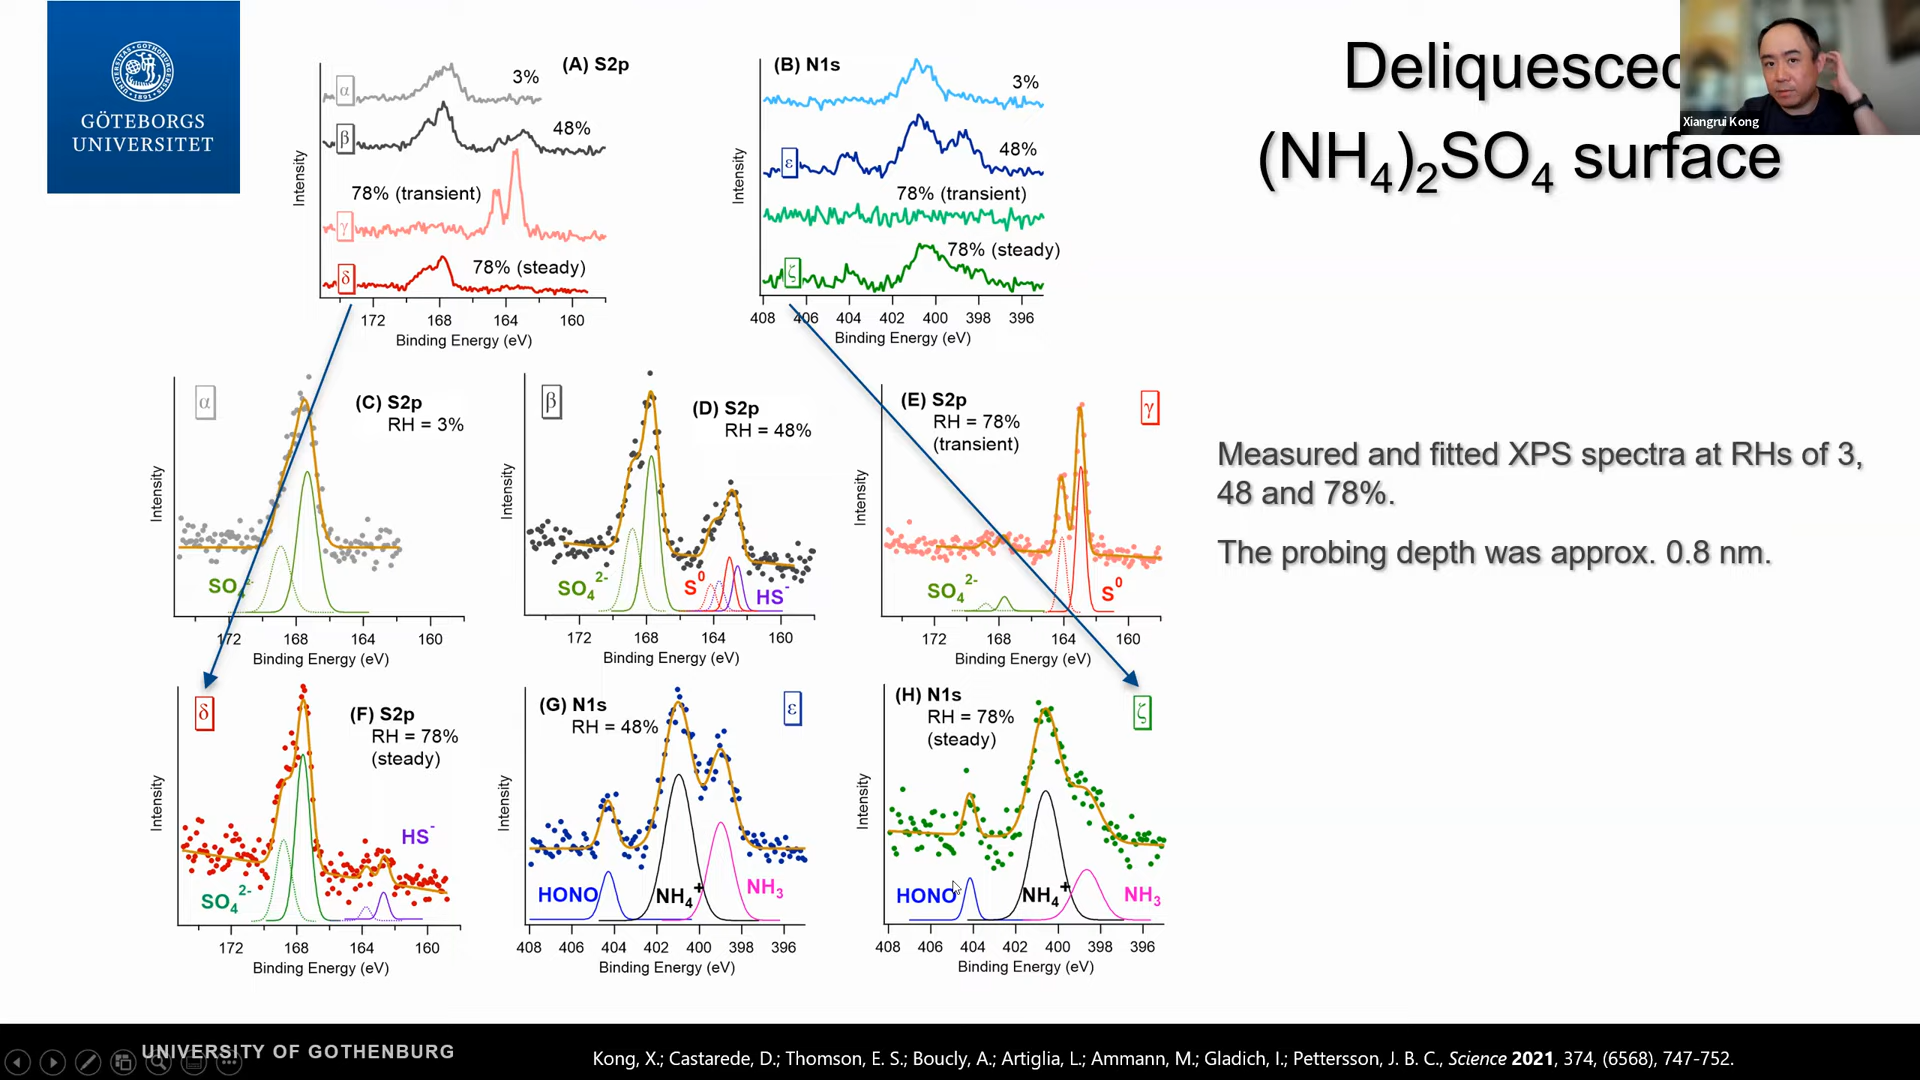 GÖTEBORGS
UNIVERSITET
Deliquesced
(NH4)2SO4 surface
Xiangrui Kong
(A) S2p
α
3%
β
48%
78% (transient)
γ
δ
78% (steady)
Intensity
172 168 164 160
Binding Energy (eV)
(B) N1s
3%
ε
48%
78% (transient)
78% (steady)
ζ
Intensity
408 406 404 402 400 398 396
Binding Energy (eV)
α
(C) S2p
RH = 3%
SO4 2-
Intensity
172 168 164 160
Binding Energy (eV)
β
(D) S2p
RH = 48%
SO4 2-
S0
HS-
Intensity
172 168 164 160
Binding Energy (eV)
(E) S2p
RH = 78%
(transient)
γ
SO4 2-
S0
Intensity
172 168 164 160
Binding Energy (eV)
Measured and fitted XPS spectra at RHs of 3,
48 and 78%.
The probing depth was approx. 0.8 nm.
δ
(F) S2p
RH = 78%
(steady)
HS-
SO4 2-
Intensity
172 168 164 160
Binding Energy (eV)
(G) N1s
RH = 48%
ε
HONO
NH4+
NH3
Intensity
408 406 404 402 400 398 396
Binding Energy (eV)
(H) N1s
RH = 78%
(steady)
ζ
HONO
NH4+
NH3
Intensity
408 406 404 402 400 398 396
Binding Energy (eV)
UNIVERSITY OF GOTHENBURG
Kong, X.; Castarede, D.; Thomson, E. S.; Boucly, A.; Artiglia, L.; Ammann, M.; Gladich, I.; Pettersson, J. B. C., Science 2021, 374, (6568), 747-752.